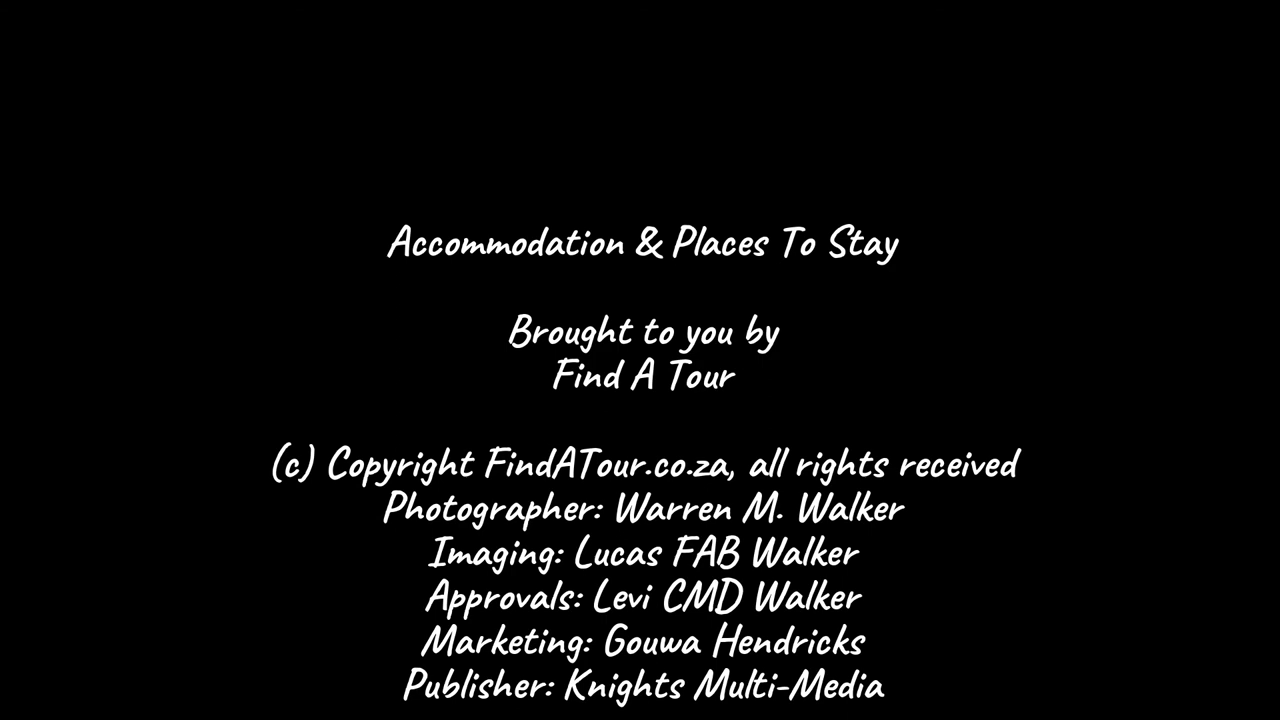 Accommodation & Places To Stay
Brought to you by
Find A Tour
(c) Copyright FindATour.co.za, all rights received
Photographer: Warren M. Walker
Imaging: Lucas FAB Walker
Approvals: Levi CMD Walker
Marketing: Gouwa Hendricks
Publisher: Knights Multi-Media